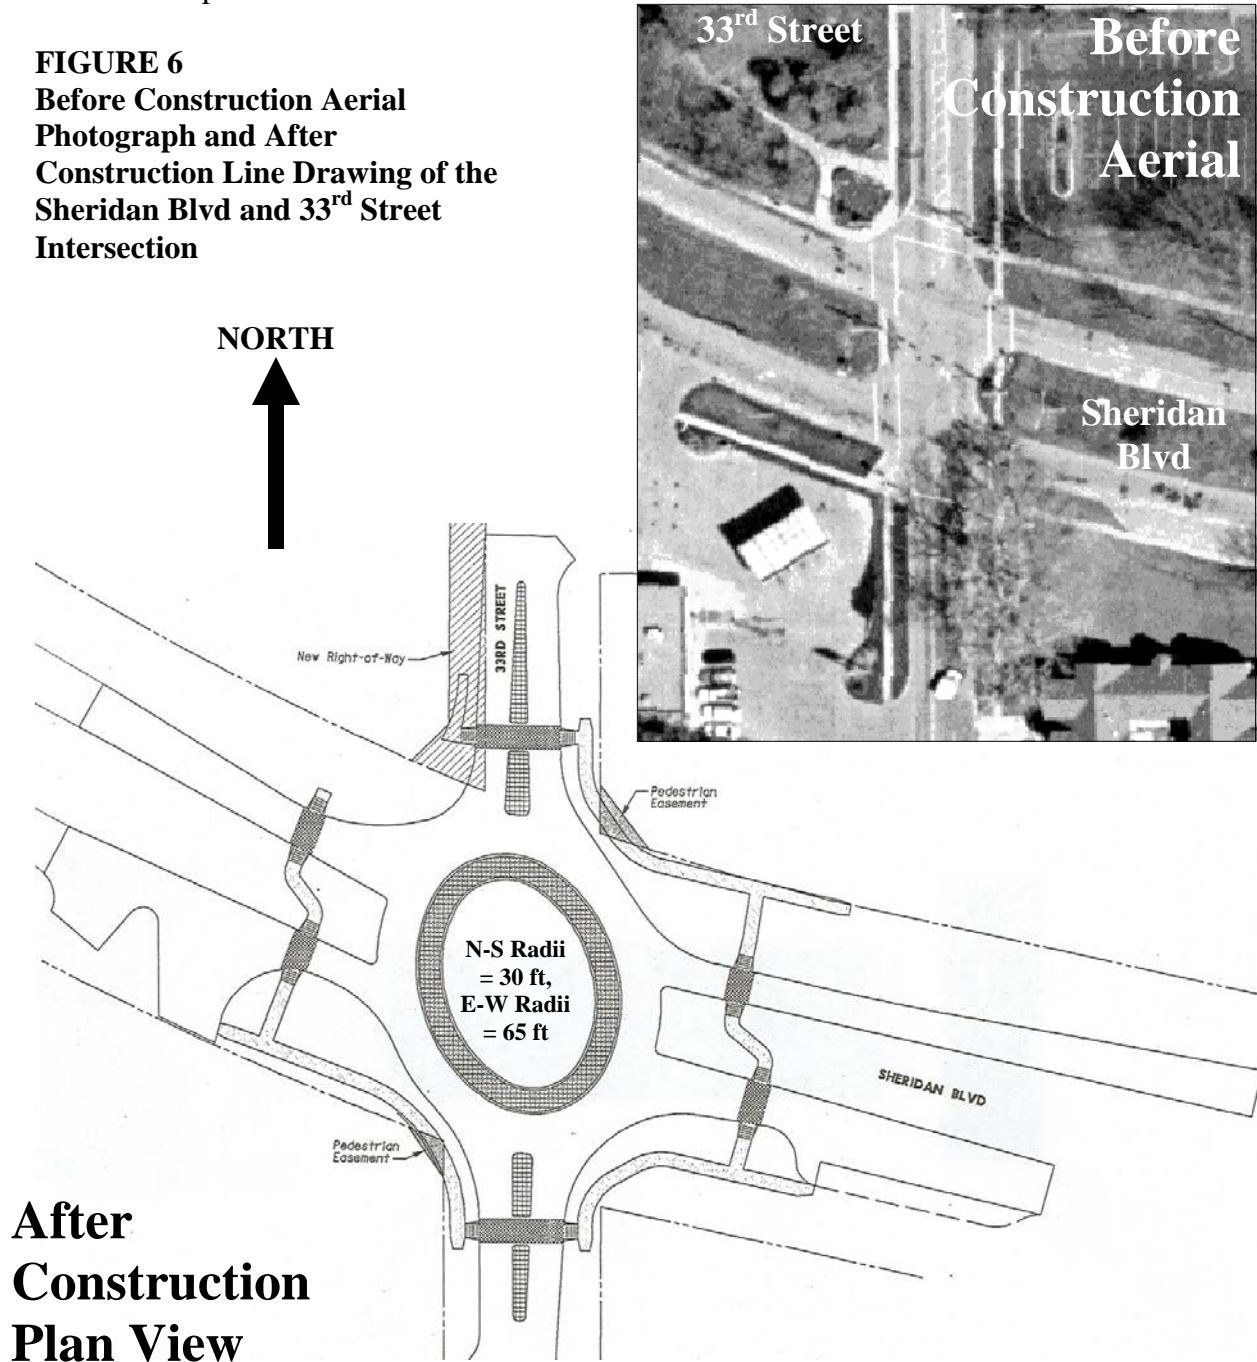 FIGURE 6
Before Construction Aerial
Photograph and After
Construction Line Drawing of the
Sheridan Blvd and 33rd Street
Intersection
NORTH
33rd Street
Before
Construction
Aerial
Sheridan
Blvd
33RD STREET
New Right-of-Way
Pedestrian
Easement
N-S Radii
= 30 ft,
E-W Radii
= 65 ft
SHERIDAN BLVD
Pedestrian
Easement
After
Construction
Plan View